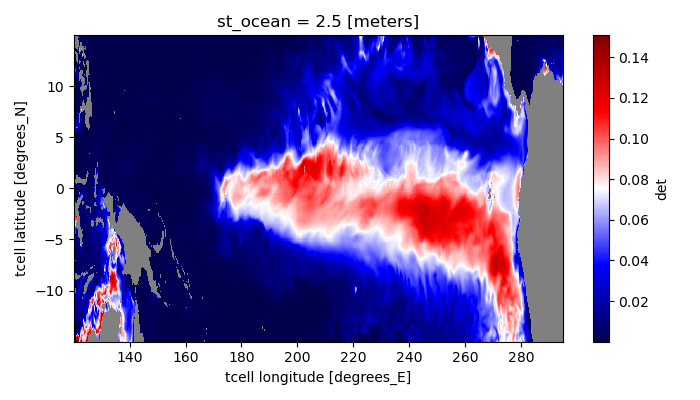 st_ocean = 2.5 [meters]
10
5
0
−5
−10
tcell latitude [degrees_N]
140 160 180 200 220 240 260 280
tcell longitude [degrees_E]
0.14
0.12
0.10
0.08
0.06
0.04
0.02
det